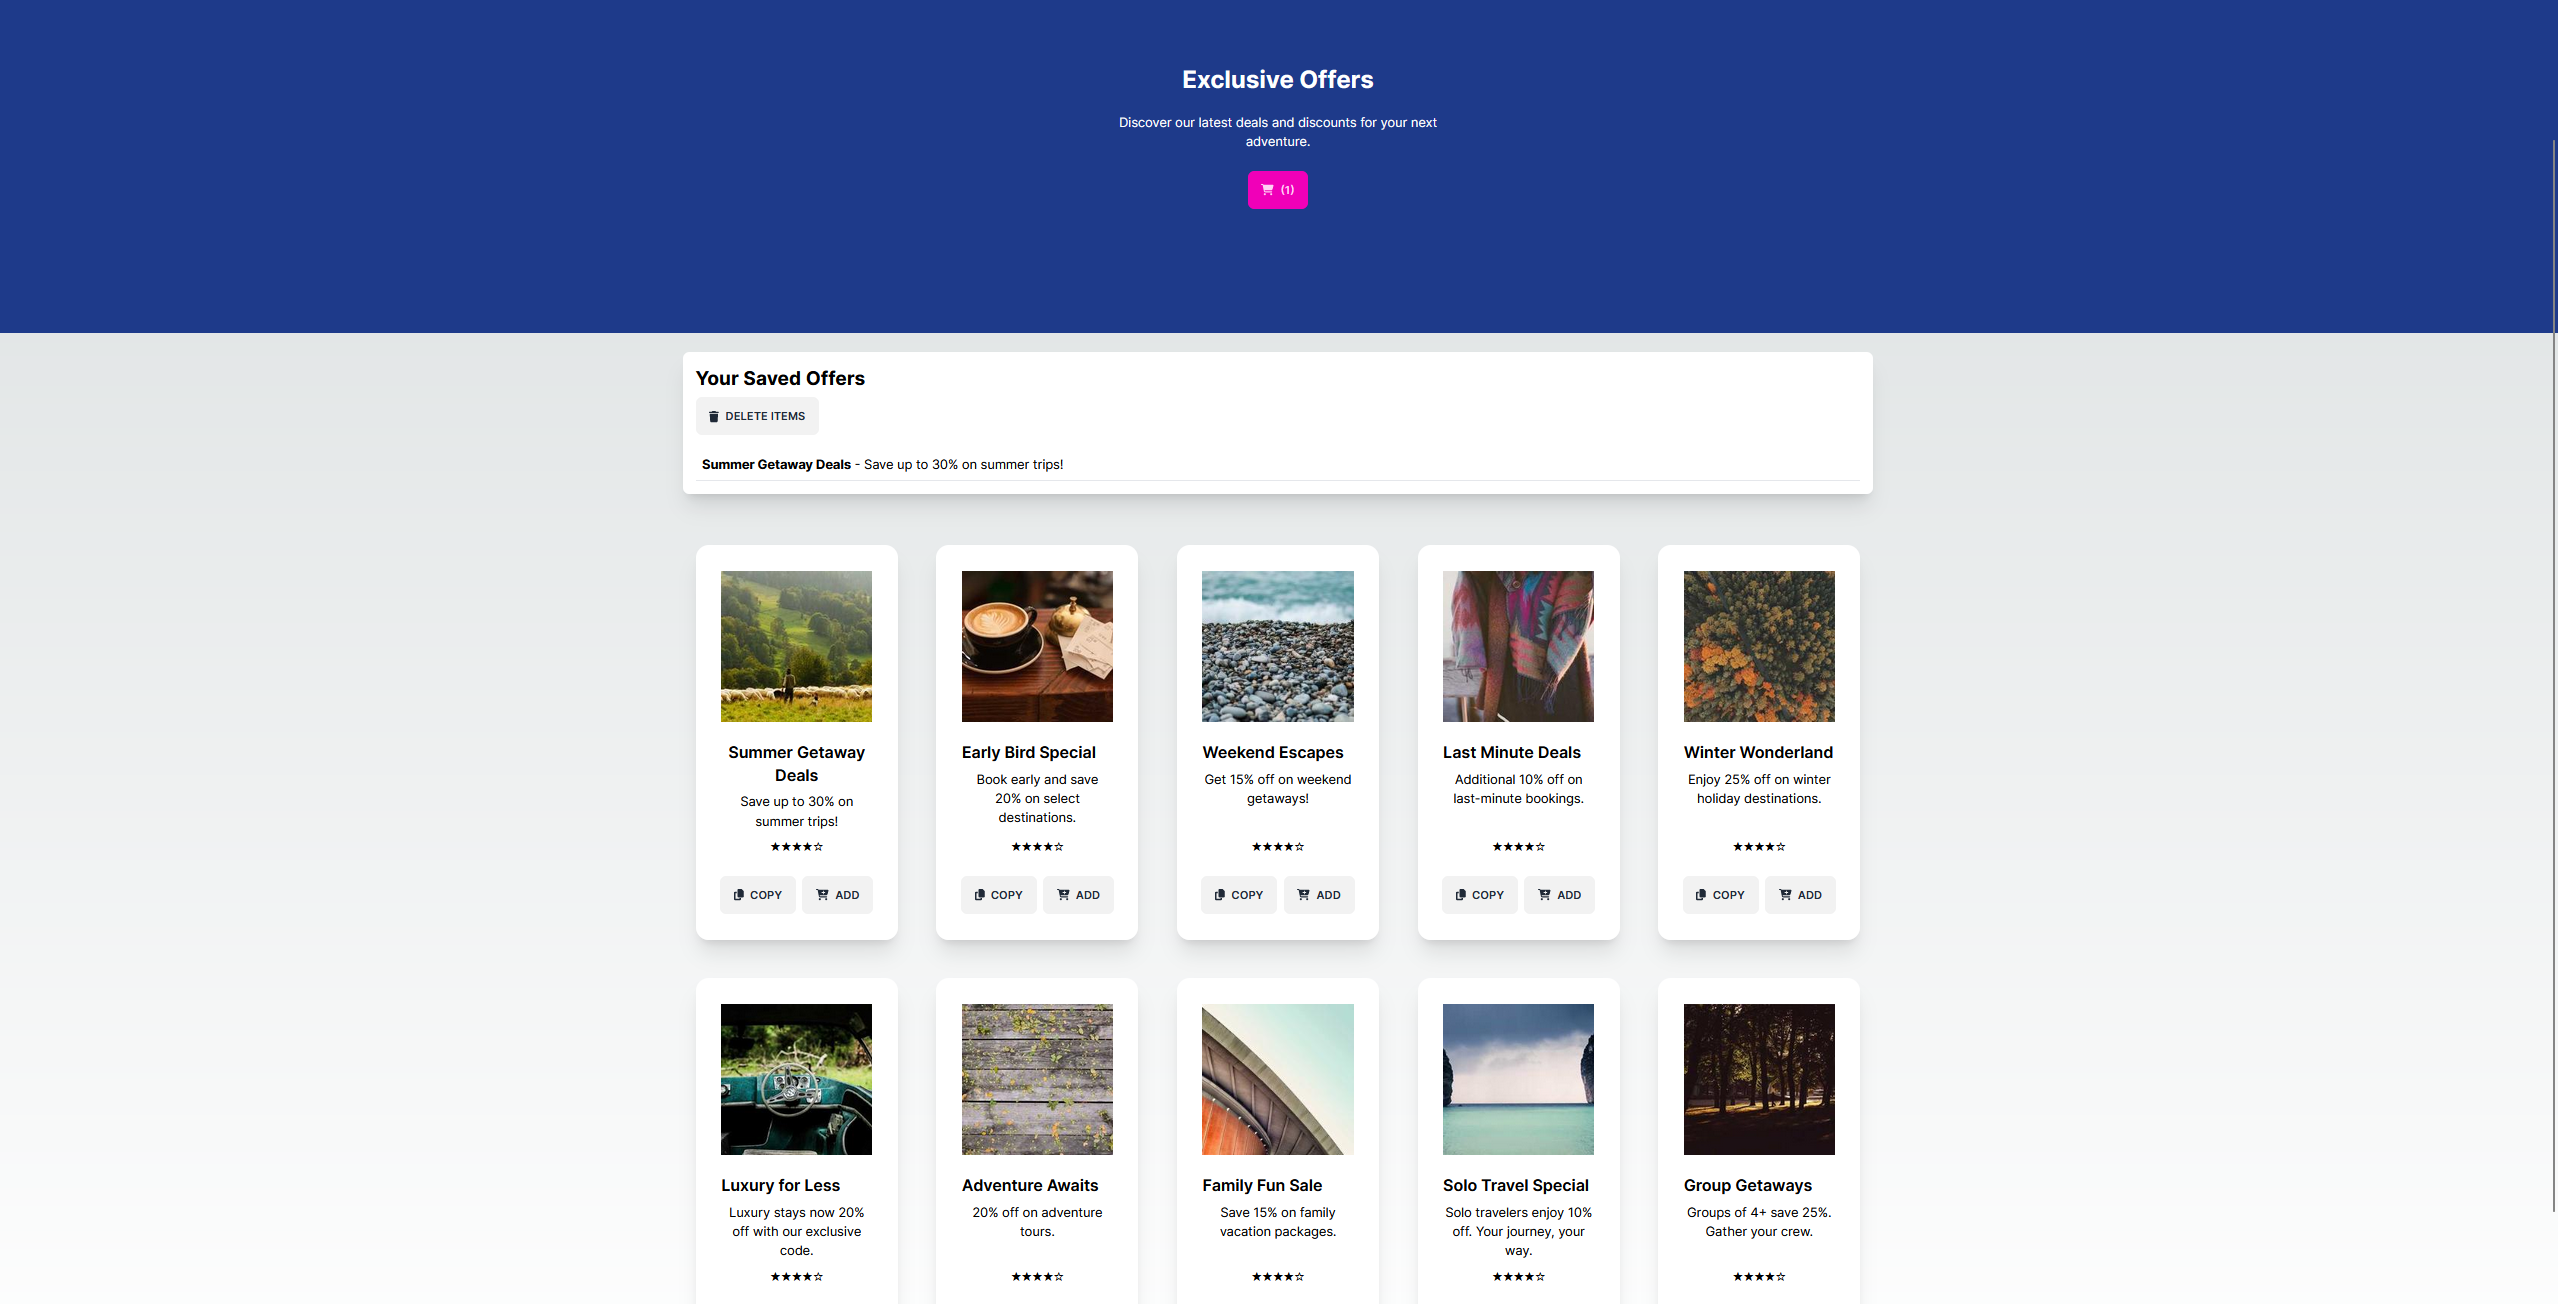 Exclusive Offers
Discover our latest deals and discounts for your next
adventure.
(1)
Your Saved Offers
DELETE ITEMS
Summer Getaway Deals - Save up to 30% on summer trips!
Summer Getaway
Deals
Save up to 30% on
summer trips!
★★★★☆
COPY
ADD
Early Bird Special
Book early and save
20% on select
destinations.
★★★★☆
COPY
ADD
Weekend Escapes
Get 15% off on weekend
getaways!
★★★★☆
COPY
ADD
Last Minute Deals
Additional 10% off on
last-minute bookings.
★★★★☆
COPY
ADD
Winter Wonderland
Enjoy 25% off on winter
holiday destinations.
★★★★☆
COPY
ADD
Luxury for Less
Luxury stays now 20%
off with our exclusive
code.
★★★★☆
Adventure Awaits
20% off on adventure
tours.
★★★★☆
Family Fun Sale
Save 15% on family
vacation packages.
★★★★☆
Solo Travel Special
Solo travelers enjoy 10%
off. Your journey, your
way.
★★★★☆
Group Getaways
Groups of 4+ save 25%.
Gather your crew.
★★★★☆